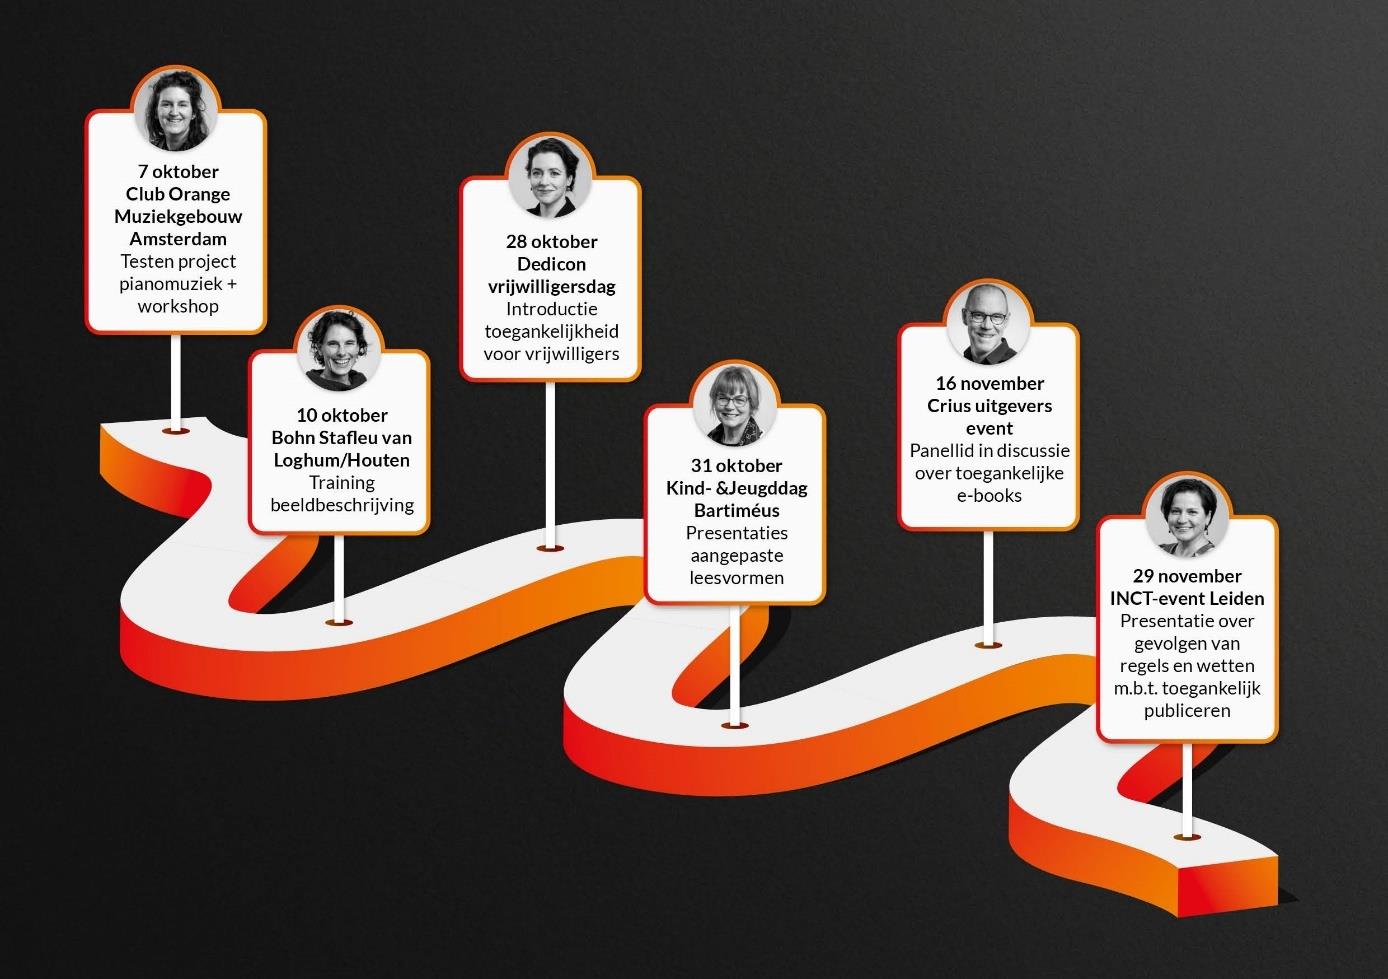 7 oktober
Club Orange
Muziekgebouw
Amsterdam
Testen project
pianomuziek +
workshop
10 oktober
Bohn Stafleu van
Loghum/Houten
Training
beeldbeschrijving
28 oktober
Dedicon
vrijwilligersdag
Introductie
toegankelijkheid
voor vrijwilligers
31 oktober
Kind- &Jeugddag
Bartiméus
Presentaties
aangepaste
leesvormen
16 november
Crius uitgevers
event
Panellid in discussie
over toegankelijke
e-books
29 november
INCT-event Leiden
Presentatie over
gevolgen van
regels en wetten
m.b.t. toegankelijk
publiceren